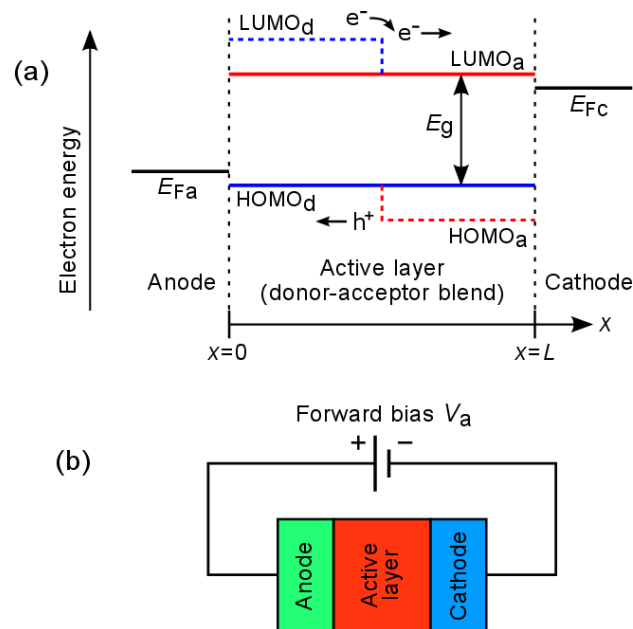 (a)
Electron energy
LUMOd
e- e-
LUMOa
EFc
Eg
EFa
HOMOd
h+
HOMOa
Anode
Active layer
(donor-acceptor blend)
Cathode
x
x=0
x=L
Forward bias Va
(b)
+ −
Anode
Active
layer
Cathode